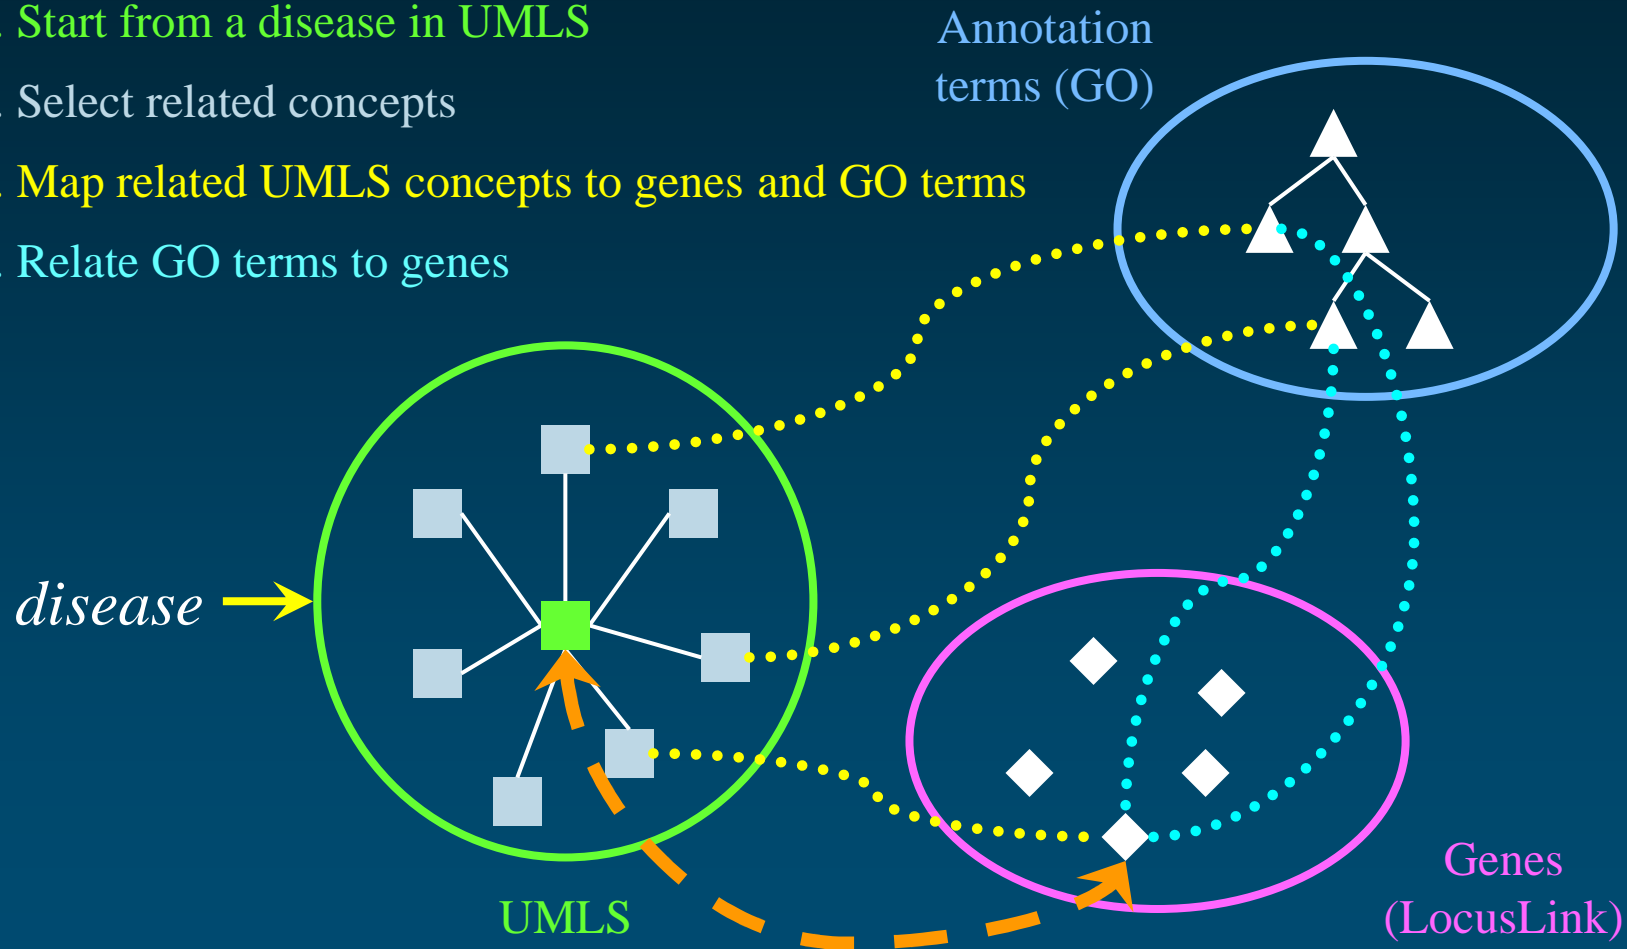 . Start from a disease in UMLS
. Select related concepts
. Map related UMLS concepts to genes and GO terms
. Relate GO terms to genes
Annotation
terms (GO)
disease
UMLS
Genes
(LocusLink)